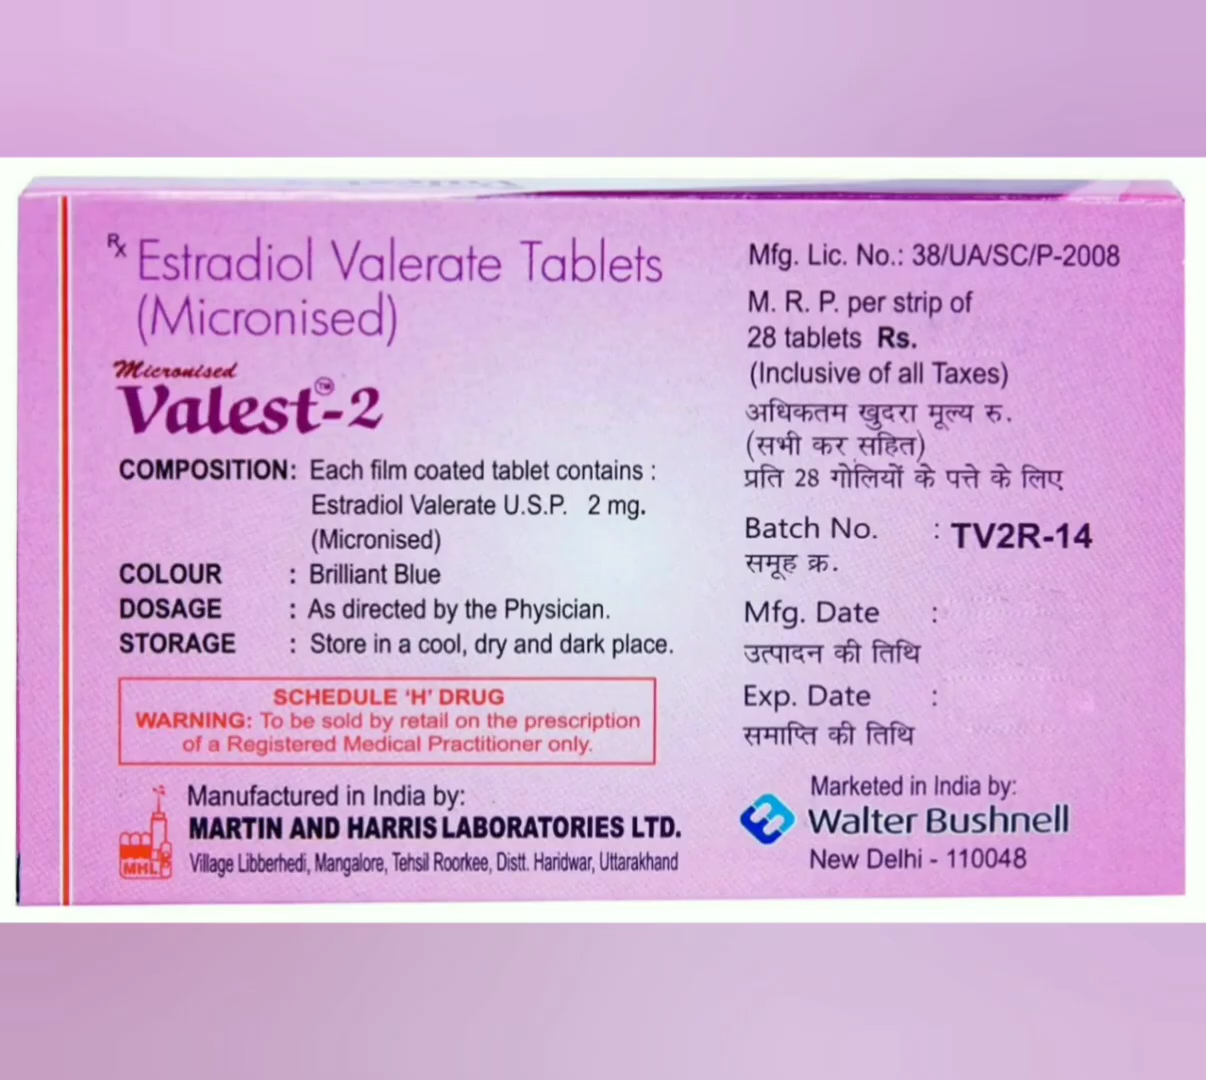 Rx Estradiol Valerate Tablets
(Micronised)
Micronised
Valest™-2
COMPOSITION: Each film coated tablet contains :
Estradiol Valerate U.S.P. 2 mg.
(Micronised)
COLOUR : Brilliant Blue
DOSAGE : As directed by the Physician.
STORAGE : Store in a cool, dry and dark place.
SCHEDULE 'H' DRUG
WARNING: To be sold by retail on the prescription
of a Registered Medical Practitioner only.
MHL
Manufactured in India by:
MARTIN AND HARRIS LABORATORIES LTD.
Village Libberhedi, Mangalore, Tehsil Roorkee, Distt. Haridwar, Uttarakhand
Mfg. Lic. No.: 38/UA/SC/P-2008
M. R. P. per strip of
28 tablets Rs.
(Inclusive of all Taxes)
अधिकतम खुदरा मूल्य रु.
(सभी कर सहित)
प्रति 28 गोलियों के पत्ते के लिए
Batch No. : TV2R-14
समूह क्र.
Mfg. Date :
उत्पादन की तिथि
Exp. Date :
समाप्ति की तिथि
Marketed in India by:
Walter Bushnell
New Delhi - 110048